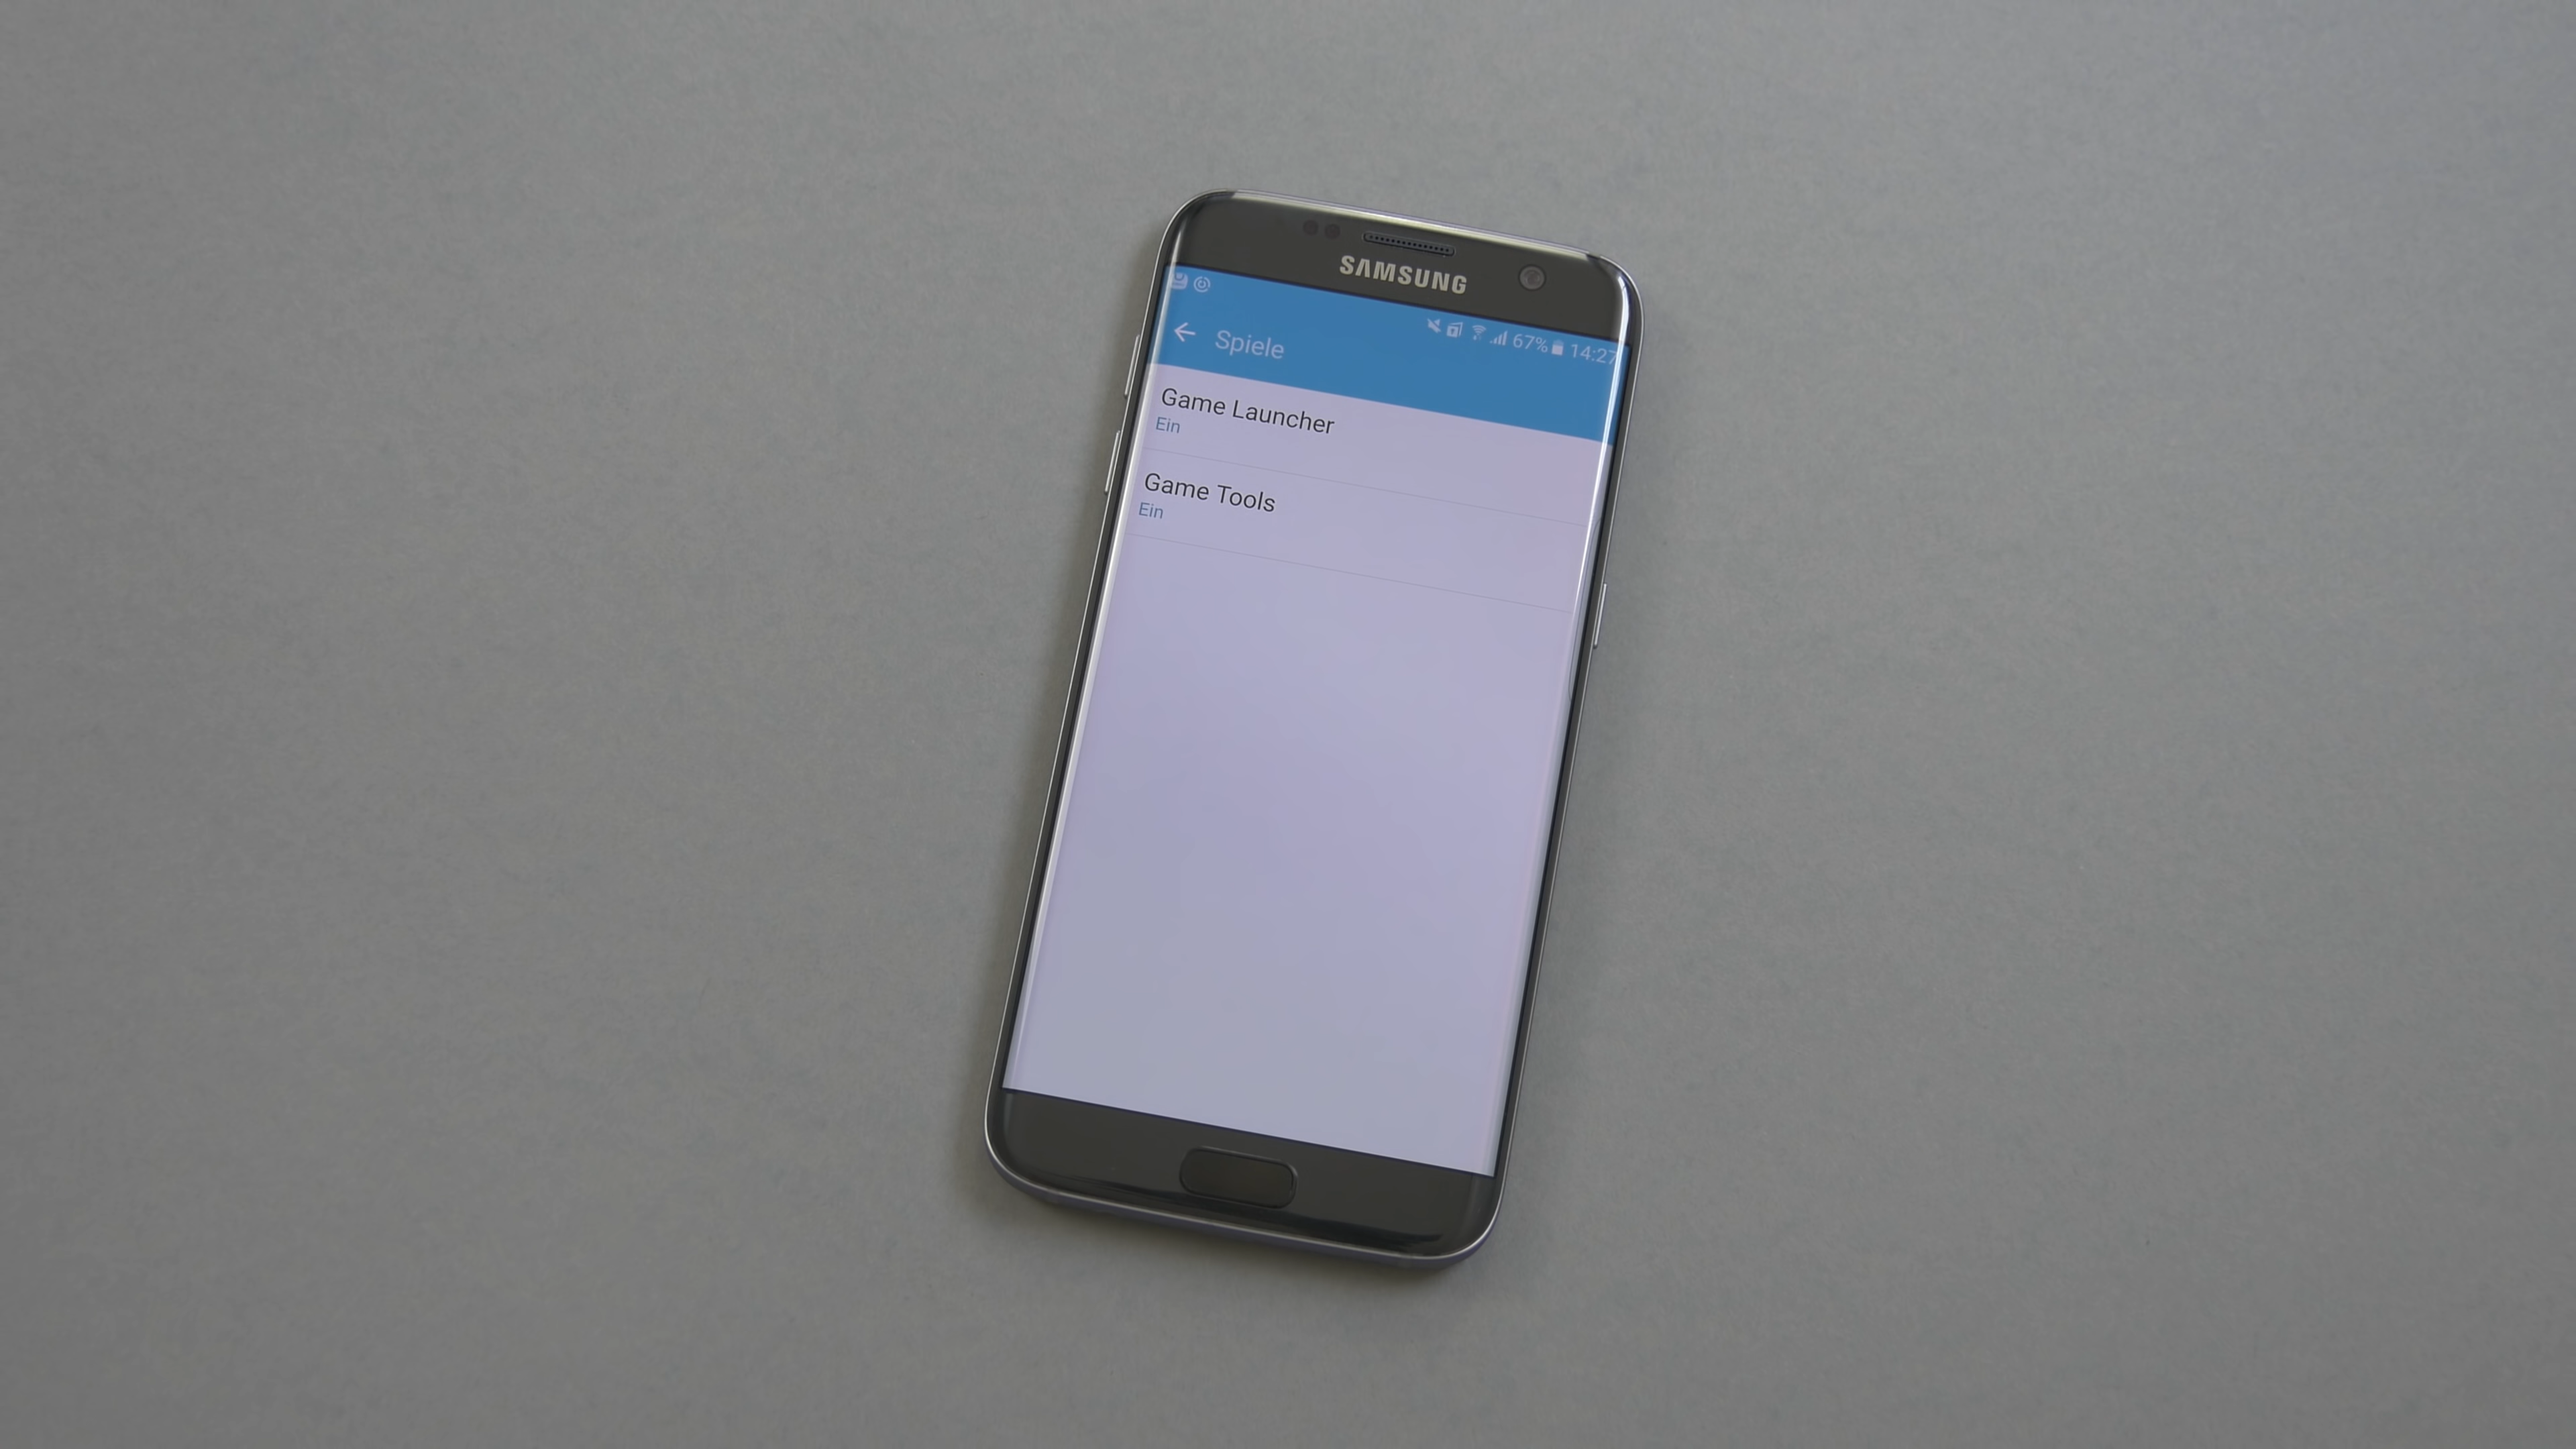 SAMSUNG
67% 14:27
Spiele
Game Launcher
Ein
Game Tools
Ein